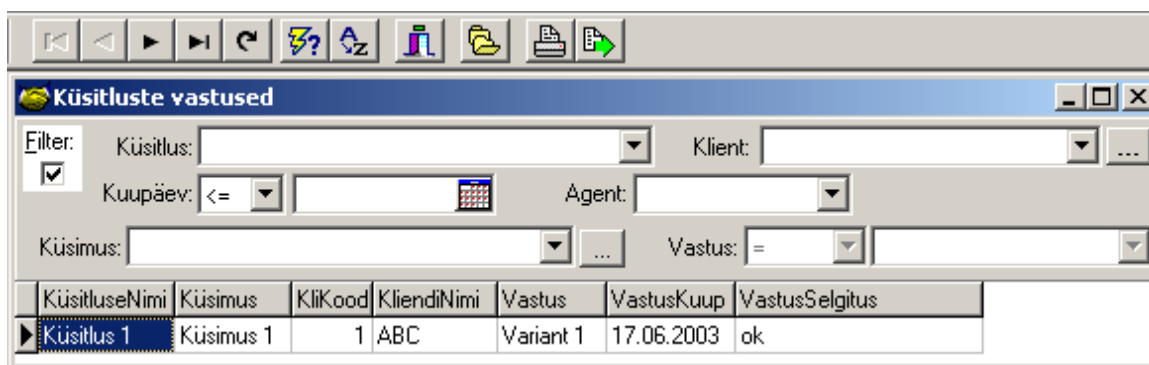 Küsitluste vastused
Filter: Küsitlus: Klient: ...
Kuupäev: <= Agent:
Küsimus: ... Vastus: =
KüsitluseNimi Küsimus KliKood KliendiNimi Vastus VastusKuup VastusSelgitus
Küsitlus 1 Küsimus 1 1 ABC Variant 1 17.06.2003 ok